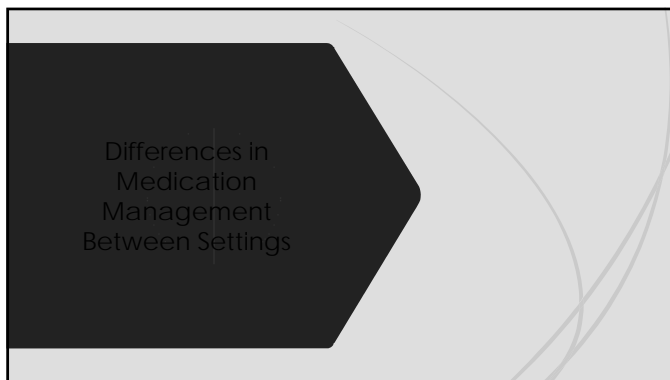 Differences in
Medication
Management
Between Settings